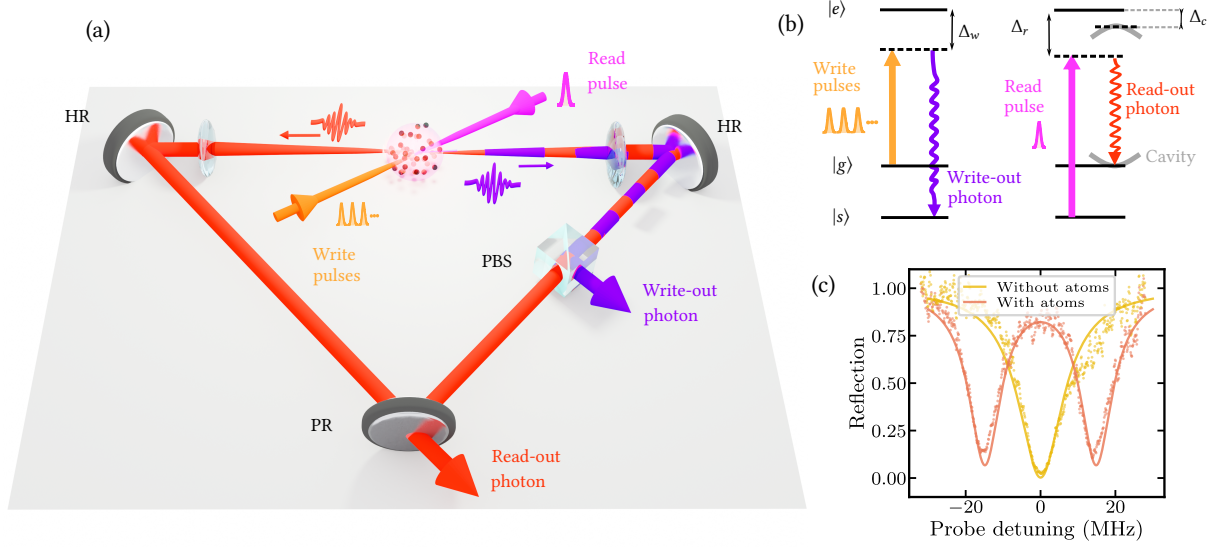 (a)
Read
pulse
HR
HR
Write
pulses
PBS
Write-out
photon
PR
Read-out
photon
(b)
|e⟩
Δw
Δr
Δc
Write
pulses
Read
pulse
Read-out
photon
|g⟩
Cavity
Write-out
photon
|s⟩
(c)
Without atoms
With atoms
1.00
0.75
0.50
0.25
0.00
Reflection
−20
0
20
Probe detuning (MHz)